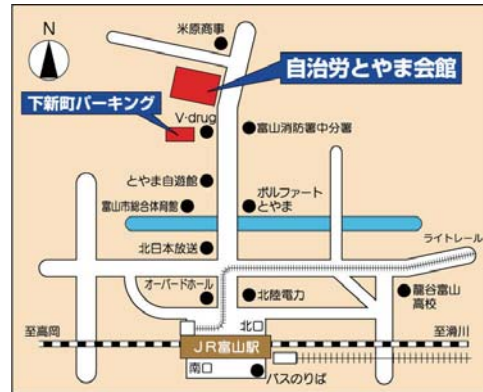 N
米原商事
自治労とやま会館
下新町パーキング
V·drug
富山消防署中分署
とやま自遊館
富山市総合体育館
ボルファート
とやま
北日本放送
ライトレール
オーバードホール
北陸電力
龍谷富山
高校
北口
至高岡
JR富山駅
至滑川
南口
バスのりば